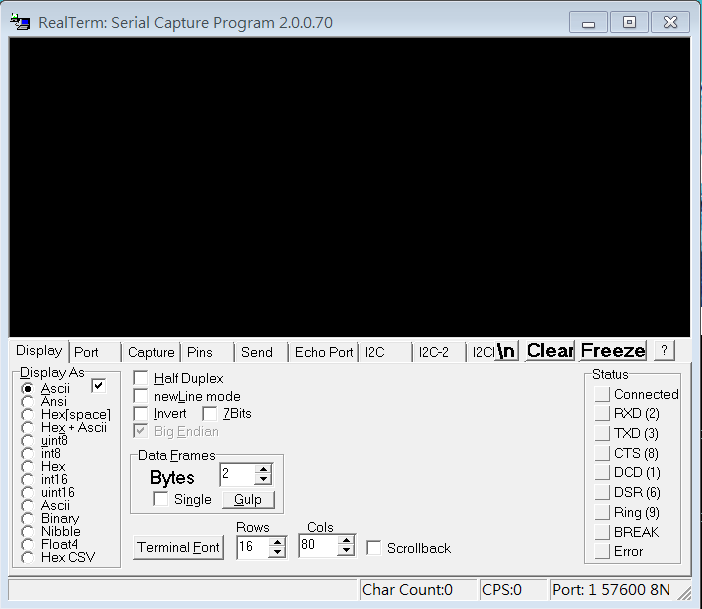 RealTerm: Serial Capture Program 2.0.0.70
Display Port Capture Pins Send Echo Port I2C I2C-2 I2CI \n Clear Freeze ?
Display As
Ascii
Ansi
Hex[space]
Hex + Ascii
uint8
int8
Hex
int16
uint16
Ascii
Binary
Nibble
Float4
Hex CSV
Half Duplex
newLine mode
Invert 7Bits
Big Endian
Data Frames
Bytes 2
Single Gulp
Rows Cols
Terminal Font 16 80 Scrollback
Status
Connected
RXD (2)
TXD (3)
CTS (8)
DCD (1)
DSR (6)
Ring (9)
BREAK
Error
Char Count:0 CPS:0 Port: 1 57600 8N